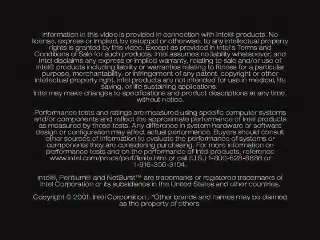 Information in this video is provided in connection with Intel® products. No
license, express or implied, by estoppel or otherwise, to any intellectual property
rights is granted by this video. Except as provided in Intel's Terms and
Conditions of Sale for such products, Intel assumes no liability whatsoever, and
Intel disclaims any express or implied warranty, relating to sale and/or use of
Intel® products including liability or warranties relating to fitness for a particular
purpose, merchantability, or infringement of any patent, copyright or other
intellectual property right. Intel products are not intended for use in medical, life
saving, or life sustaining applications.
Intel may make changes to specifications and product descriptions at any time,
without notice.
Performance tests and ratings are measured using specific computer systems
and/or components and reflect the approximate performance of Intel products
as measured by those tests. Any difference in system hardware or software
design or configuration may affect actual performance. Buyers should consult
other sources of information to evaluate the performance of systems or
components they are considering purchasing. For more information on
performance tests and on the performance of Intel products, reference
www.intel.com/procs/perf/limits.htm or call (U.S.) 1-800-628-8686 or
1-916-356-3104.
Intel®, Pentium® and NetBurst™ are trademarks or registered trademarks of
Intel Corporation or its subsidiaries in the United States and other countries.
Copyright © 2001, Intel Corporation. *Other brands and names may be claimed
as the property of others